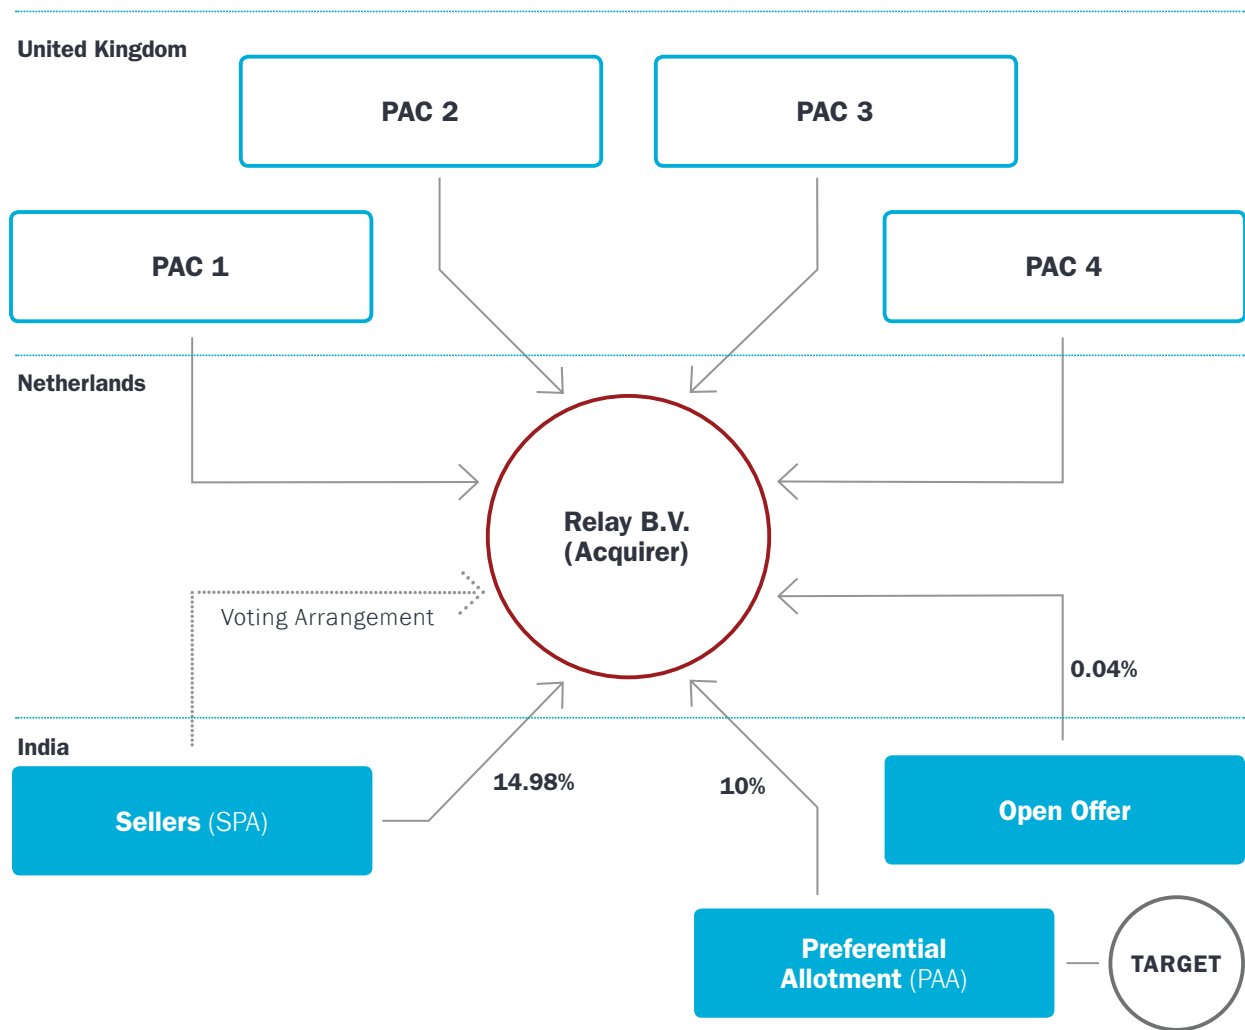 United Kingdom
PAC 2
PAC 3
PAC 1
PAC 4
Netherlands
Relay B.V.
(Acquirer)
Voting Arrangement
0.04%
India
14.98%
10%
Sellers (SPA)
Open Offer
Preferential
Allotment (PAA)
TARGET